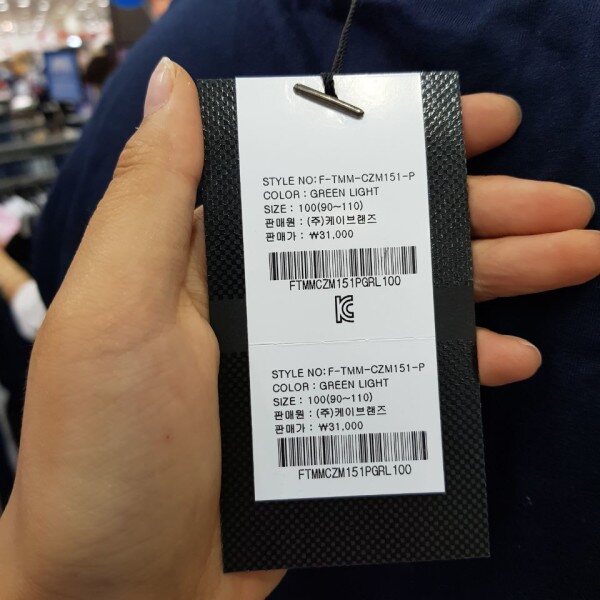 STYLE NO:F-TMM-CZM151-P
COLOR : GREEN LIGHT
SIZE : 100(90~110)
판매원 : (주)케이브랜즈
판매가 : ₩31,000
FTMMCZM151PGRL100
KC
STYLE NO:F-TMM-CZM151-P
COLOR : GREEN LIGHT
SIZE : 100(90~110)
판매원 : (주)케이브랜즈
판매가 : ₩31,000
FTMMCZM151PGRL100